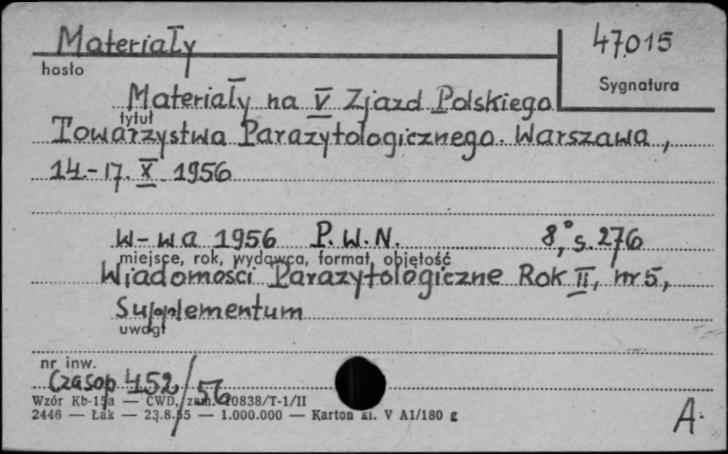 Materiały
47015
hasło
Sygnatura
Materiały na V Zjazd Polskiego
tytuł
Towarzystwa Parazytologicznego. Warszawa,
14.-17. X. 1956
W-wa 1956 P.W.N. 8°, s. 276
miejsce, rok, wydawca, format, objętość
Wiadomości Parazytologiczne Rok II, nr 5,
Supplementum
uwagi
nr inw.
Czasop 452/56
Wzór Kb-15a — CWD, zam. 10838/T-1/II
2446 — Łak — 23.8.55 — 1.000.000 — Karton kl. V A1/180 g
A.